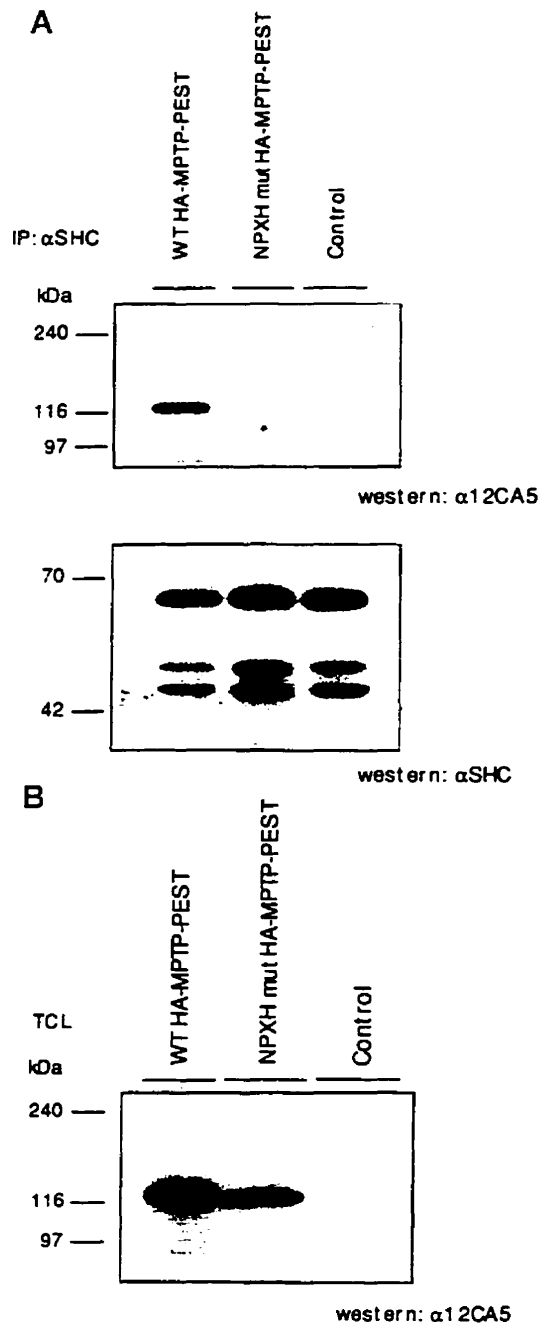 A
WT HA-MPTP-PEST
NPXH mut HA-MPTP-PEST
Control
IP: αSHC
kDa
240
116
97
western: α12CA5
70
42
western: αSHC
B
WT HA-MPTP-PEST
NPXH mut HA-MPTP-PEST
Control
TCL
kDa
240
116
97
western: α12CA5